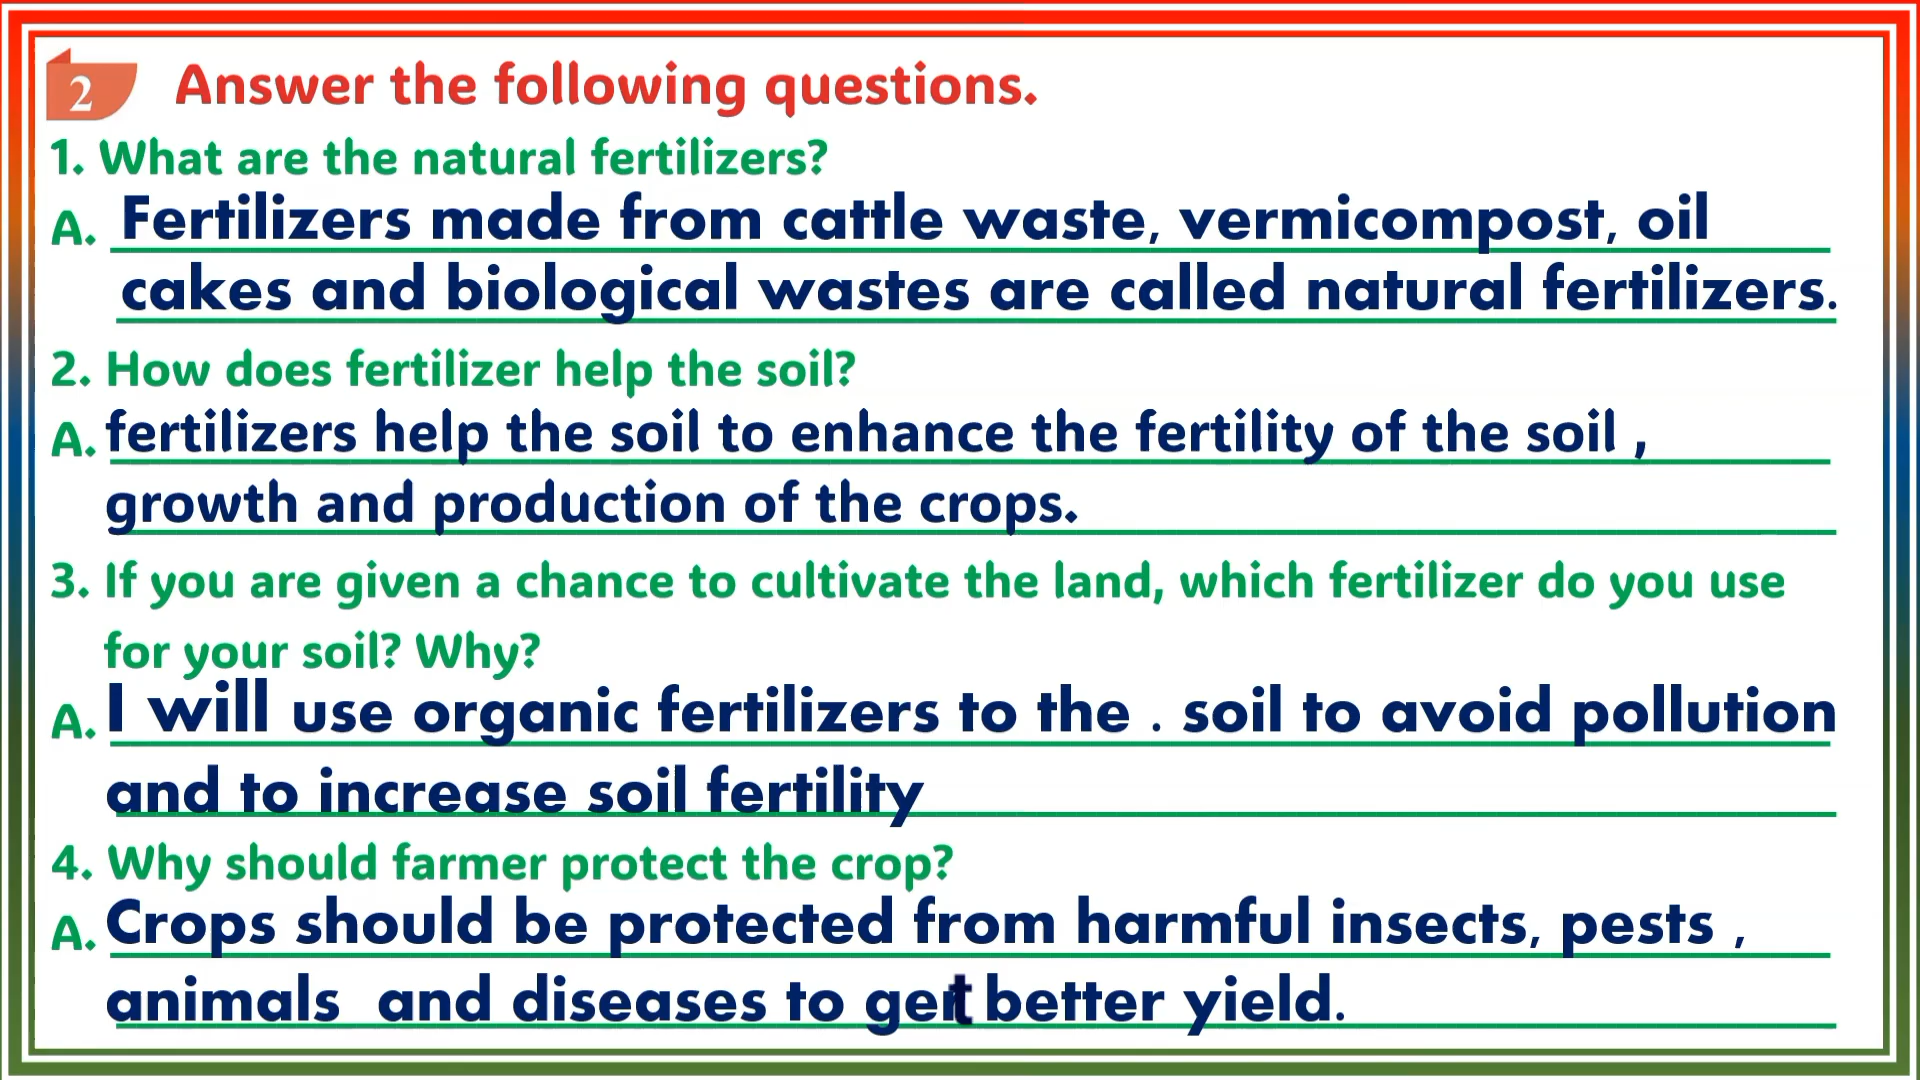 2 Answer the following questions.
1. What are the natural fertilizers?
A. Fertilizers made from cattle waste, vermicompost, oil
cakes and biological wastes are called natural fertilizers.
2. How does fertilizer help the soil?
A. fertilizers help the soil to enhance the fertility of the soil ,
growth and production of the crops.
3. If you are given a chance to cultivate the land, which fertilizer do you use
for your soil? Why?
A. I will use organic fertilizers to the . soil to avoid pollution
and to increase soil fertility
4. Why should farmer protect the crop?
A. Crops should be protected from harmful insects, pests ,
animals and diseases to get better yield.